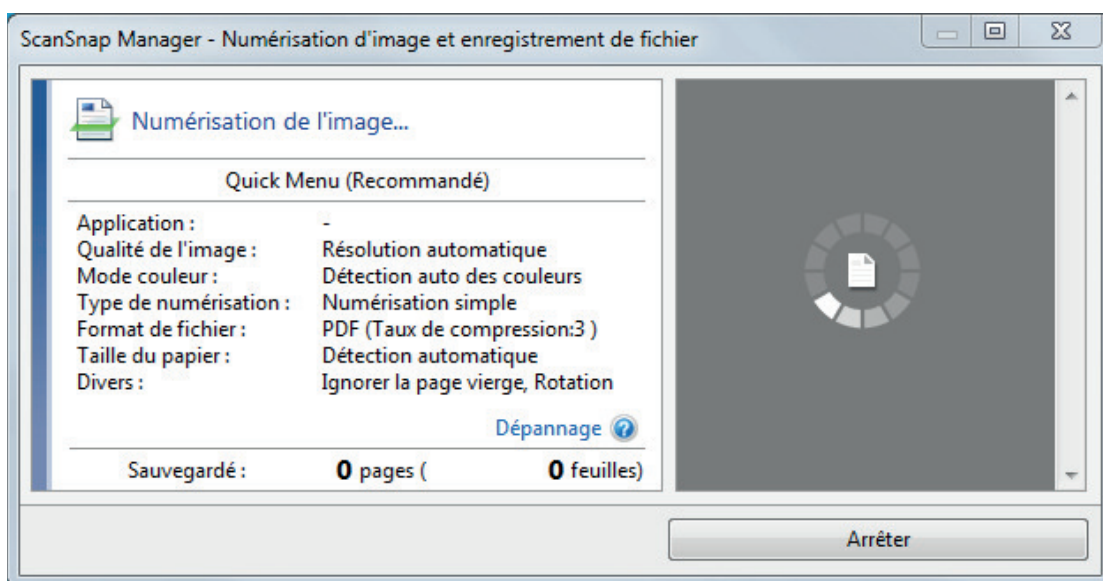 ScanSnap Manager - Numérisation d'image et enregistrement de fichier
Numérisation de l'image...
Quick Menu (Recommandé)
Application : -
Qualité de l'image : Résolution automatique
Mode couleur : Détection auto des couleurs
Type de numérisation : Numérisation simple
Format de fichier : PDF (Taux de compression:3 )
Taille du papier : Détection automatique
Divers : Ignorer la page vierge, Rotation
Dépannage
Sauvegardé : 0 pages ( 0 feuilles)
Arrêter